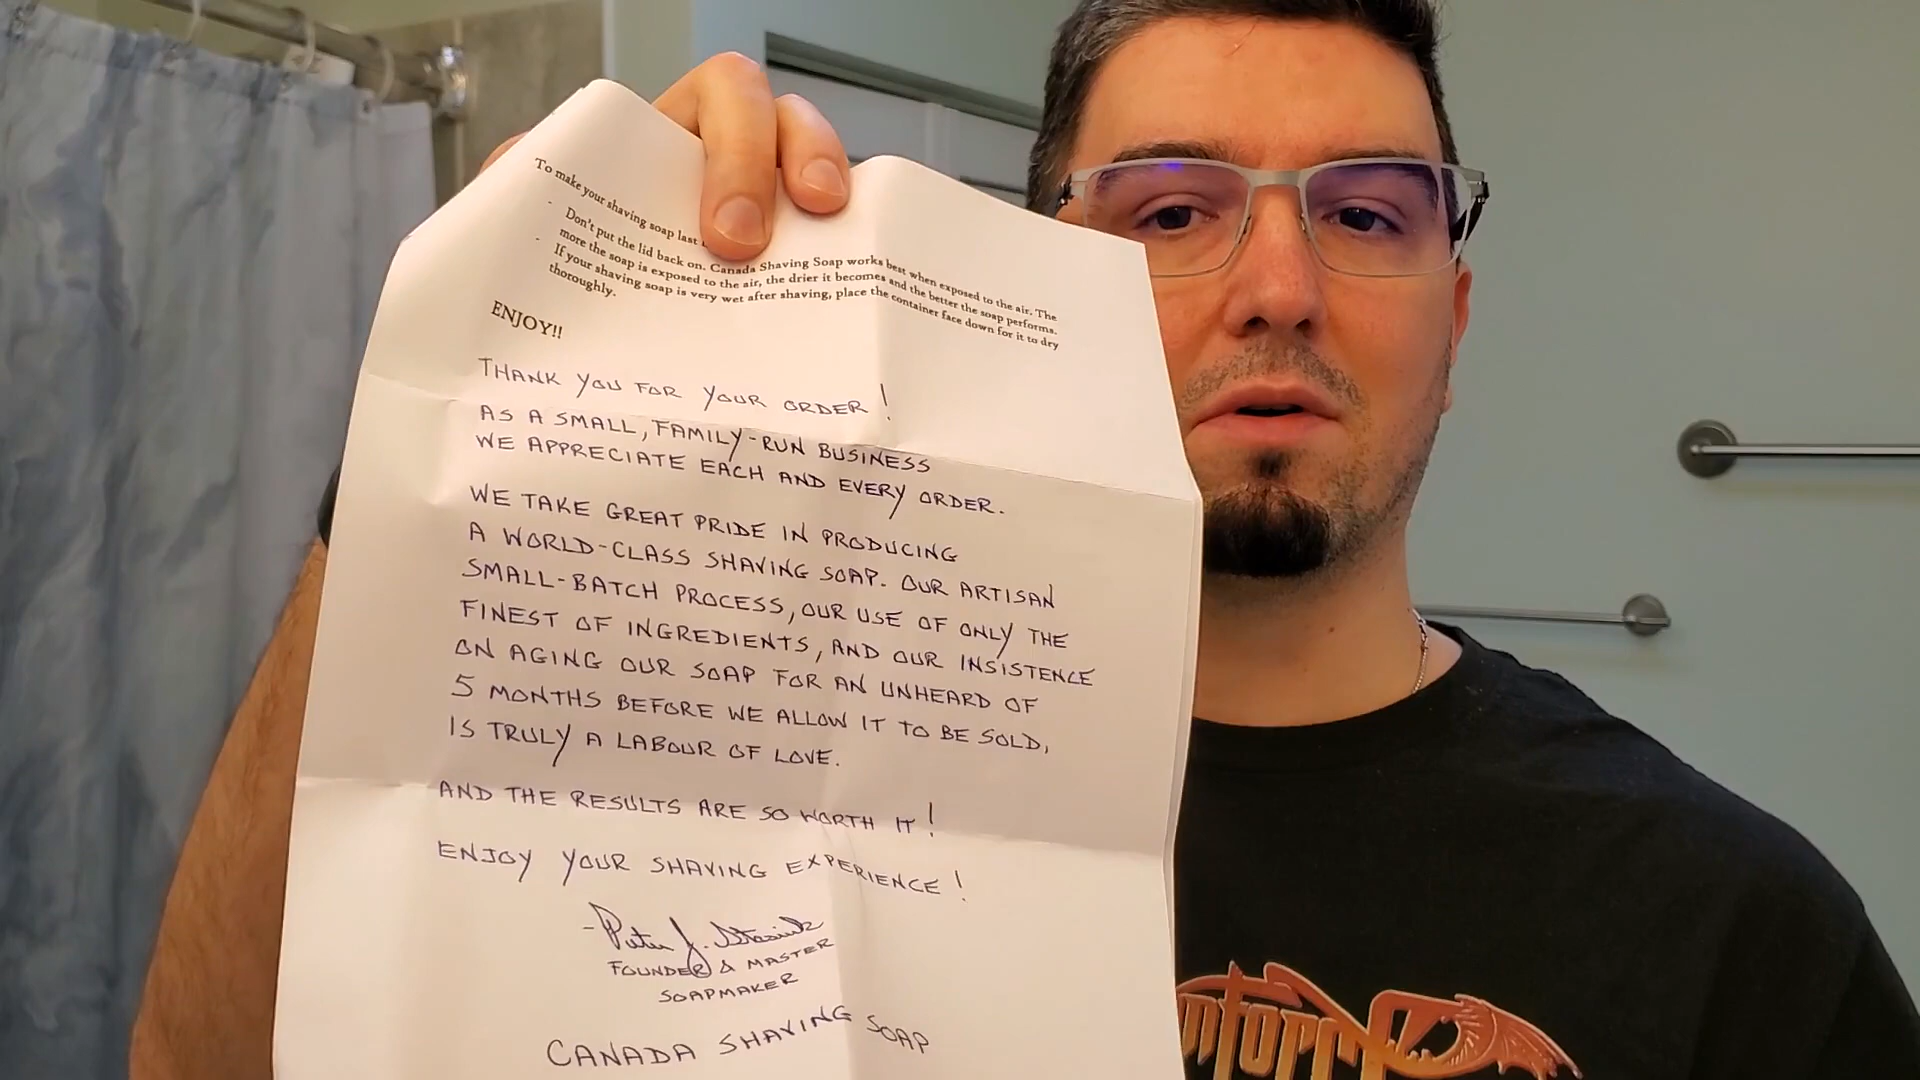 To make your shaving soap last
- Don't put the lid back on. Canada Shaving Soap works best when exposed to the air. The
more the soap is exposed to the air, the drier it becomes and the better the soap performs.
- If your shaving soap is very wet after shaving, place the container face down for it to dry
thoroughly.
ENJOY!!
THANK YOU FOR YOUR ORDER!
AS A SMALL, FAMILY-RUN BUSINESS
WE APPRECIATE EACH AND EVERY ORDER.
WE TAKE GREAT PRIDE IN PRODUCING
A WORLD-CLASS SHAVING SOAP. OUR ARTISAN
SMALL-BATCH PROCESS, OUR USE OF ONLY THE
FINEST OF INGREDIENTS, AND OUR INSISTENCE
ON AGING OUR SOAP FOR AN UNHEARD OF
5 MONTHS BEFORE WE ALLOW IT TO BE SOLD,
IS TRULY A LABOUR OF LOVE.
AND THE RESULTS ARE SO WORTH IT!
ENJOY YOUR SHAVING EXPERIENCE!
- Peter J.
FOUNDER & MASTER
SOAPMAKER
CANADA SHAVING SOAP